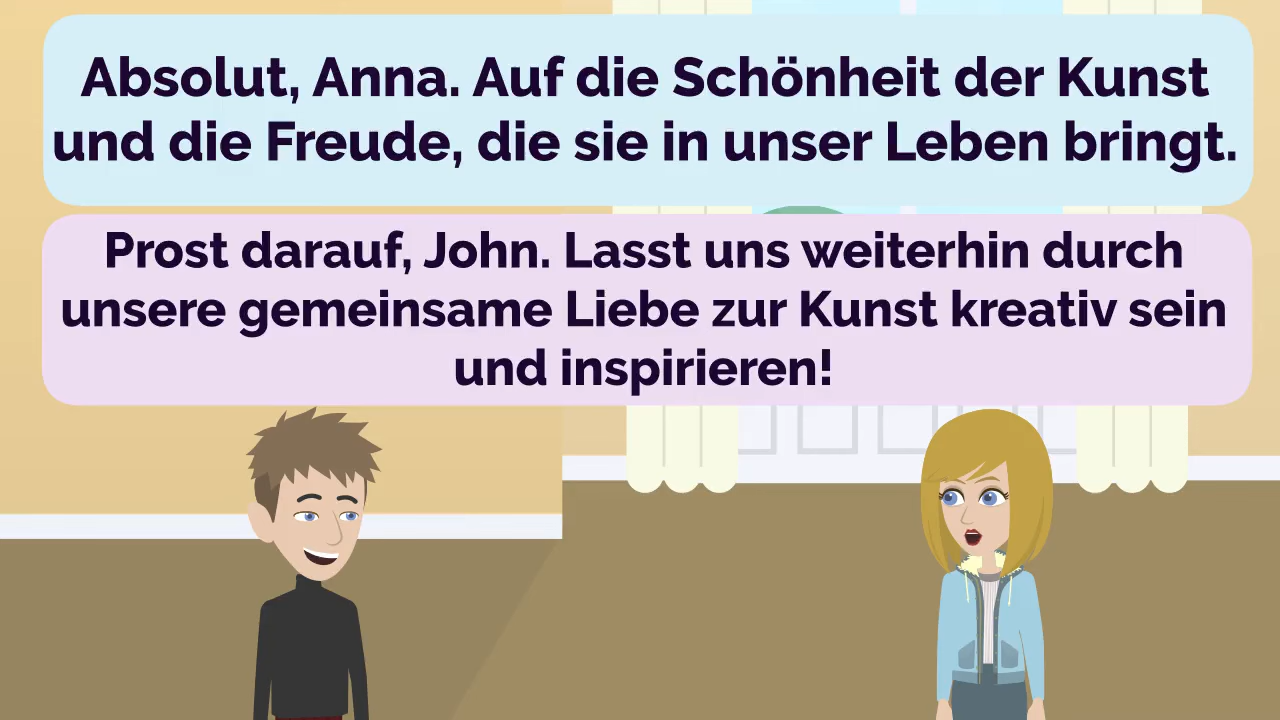 Absolut, Anna. Auf die Schönheit der Kunst
und die Freude, die sie in unser Leben bringt.
Prost darauf, John. Lasst uns weiterhin durch
unsere gemeinsame Liebe zur Kunst kreativ sein
und inspirieren!